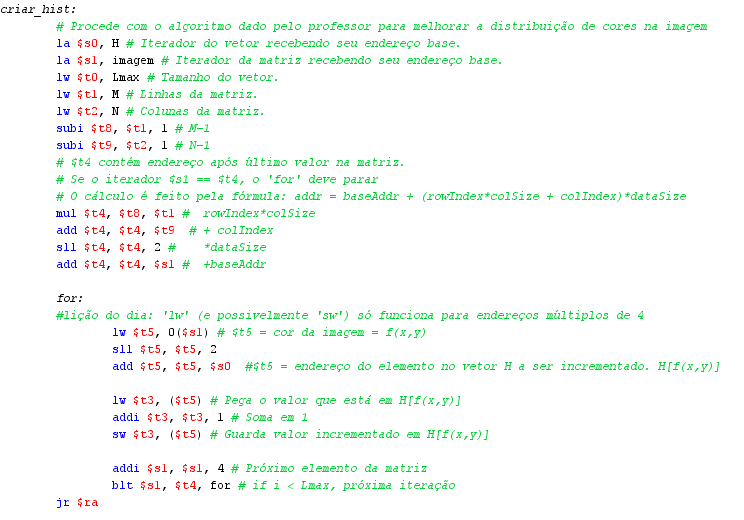 criar_hist:
# Procede com o algoritmo dado pelo professor para melhorar a distribuição de cores na imagem
la $s0, H # Iterador do vetor recebendo seu endereço base.
la $s1, imagem # Iterador da matriz recebendo seu endereço base.
lw $t0, Lmax # Tamanho do vetor.
lw $t1, M # Linhas da matriz.
lw $t2, N # Colunas da matriz.
subi $t8, $t1, 1 # M-1
subi $t9, $t2, 1 # N-1
# $t4 contém endereço após último valor na matriz.
# Se o iterador $s1 == $t4, o 'for' deve parar
# O cálculo é feito pela fórmula: addr = baseAddr + (rowIndex*colSize + colIndex)*dataSize
mul $t4, $t8, $t1 #  rowIndex*colSize
add $t4, $t4, $t9  # + colIndex
sll $t4, $t4, 2 #    *dataSize
add $t4, $t4, $s1 #  +baseAddr
for:
#lição do dia: 'lw' (e possivelmente 'sw') só funciona para endereços múltiplos de 4
lw $t5, 0($s1) # $t5 = cor da imagem = f(x,y)
sll $t5, $t5, 2
add $t5, $t5, $s0  #$t5 = endereço do elemento no vetor H a ser incrementado. H[f(x,y)]
lw $t3, ($t5) # Pega o valor que está em H[f(x,y)]
addi $t3, $t3, 1 # Soma em 1
sw $t3, ($t5) # Guarda valor incrementado em H[f(x,y)]
addi $s1, $s1, 4 # Próximo elemento da matriz
blt $s1, $t4, for # if i < Lmax, próxima iteração
jr $ra